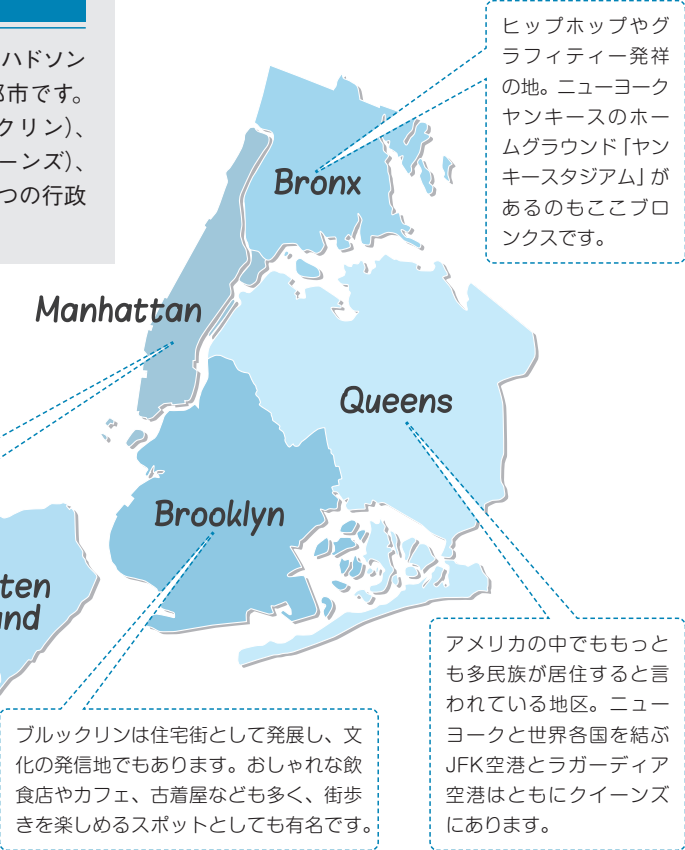 ハドソン
都市です。
クリン)、
ーンズ)、
つの行政
ヒップホップやグ
ラフィティー発祥
の地。ニューヨーク
ヤンキースのホー
ムグラウンド「ヤン
キースタジアム」が
あるのもここブロ
ンクスです。
Bronx
Manhattan
Queens
Brooklyn
ten
and
アメリカの中でももっと
も多民族が居住すると言
われている地区。ニュー
ヨークと世界各国を結ぶ
JFK空港とラガーディア
空港はともにクイーンズ
にあります。
ブルックリンは住宅街として発展し、文
化の発信地でもあります。おしゃれな飲
食店やカフェ、古着屋なども多く、街歩
きを楽しめるスポットとしても有名です。